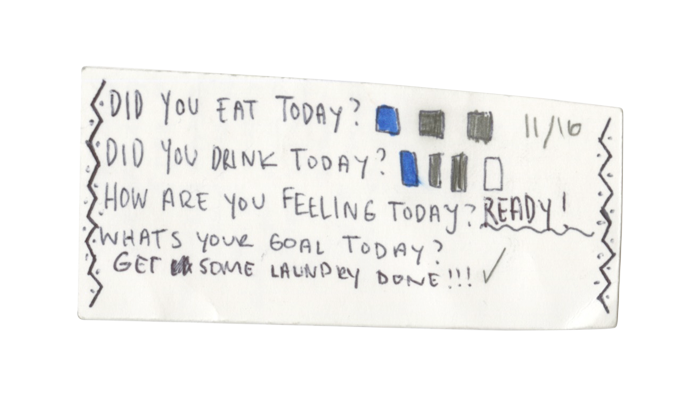 DID YOU EAT TODAY? 11/16
DID YOU DRINK TODAY?
HOW ARE YOU FEELING TODAY? READY!
WHATS YOUR GOAL TODAY?
GET SOME LAUNDRY DONE!!! ✓